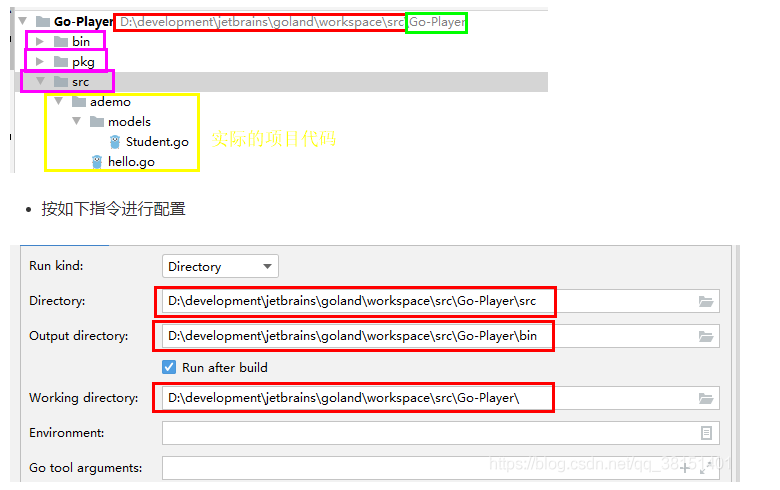 Go-Player D:\development\jetbrains\goland\workspace\src\Go-Player
bin
pkg
src
ademo
models
Student.go
实际的项目代码
hello.go
• 按如下指令进行配置
Run kind: Directory
Directory: D:\development\jetbrains\goland\workspace\src\Go-Player\src
Output directory: D:\development\jetbrains\goland\workspace\src\Go-Player\bin
Run after build
Working directory: D:\development\jetbrains\goland\workspace\src\Go-Player\
Environment:
Go tool arguments:
https://blog.csdn.net/qq_38151401